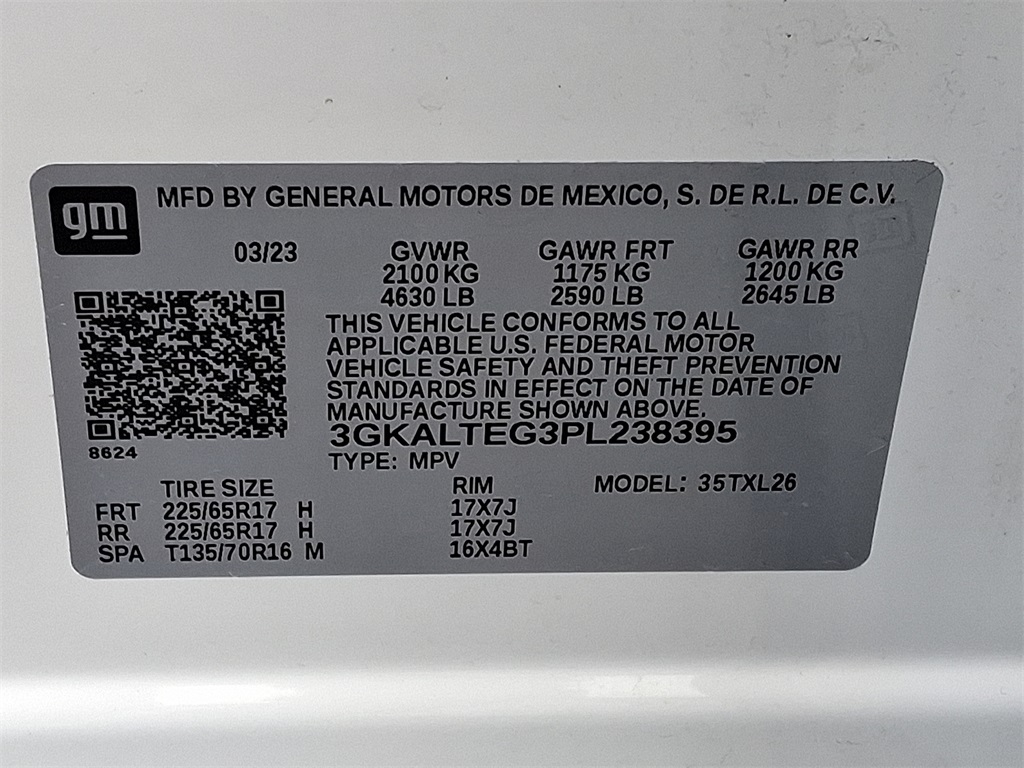 gm
MFD BY GENERAL MOTORS DE MEXICO, S. DE R.L. DE C.V.
03/23 GVWR GAWR FRT GAWR RR
2100 KG 1175 KG 1200 KG
4630 LB 2590 LB 2645 LB
THIS VEHICLE CONFORMS TO ALL
APPLICABLE U.S. FEDERAL MOTOR
VEHICLE SAFETY AND THEFT PREVENTION
STANDARDS IN EFFECT ON THE DATE OF
MANUFACTURE SHOWN ABOVE.
3GKALTEG3PL238395
8624
TYPE: MPV
TIRE SIZE RIM MODEL: 35TXL26
FRT 225/65R17 H 17X7J
RR 225/65R17 H 17X7J
SPA T135/70R16 M 16X4BT